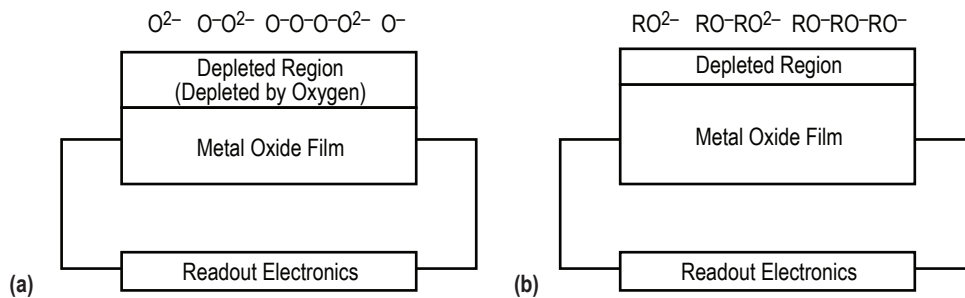 O²⁻ O⁻O²⁻ O⁻O⁻O⁻O²⁻ O⁻
Depleted Region
(Depleted by Oxygen)
Metal Oxide Film
Readout Electronics
(a)
RO²⁻ RO⁻RO²⁻ RO⁻RO⁻RO⁻
Depleted Region
Metal Oxide Film
Readout Electronics
(b)